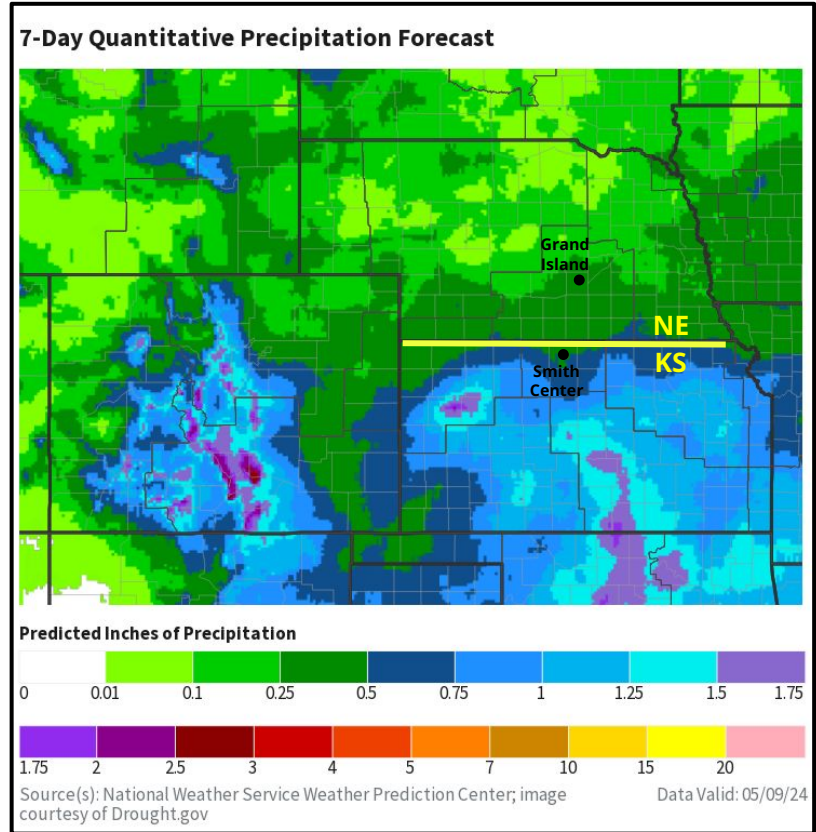 7-Day Quantitative Precipitation Forecast
Grand
Island
NE
KS
Smith
Center
Predicted Inches of Precipitation
0 0.01 0.1 0.25 0.5 0.75 1 1.25 1.5 1.75
1.75 2 2.5 3 4 5 7 10 15 20
Source(s): National Weather Service Weather Prediction Center; image
courtesy of Drought.gov
Data Valid: 05/09/24